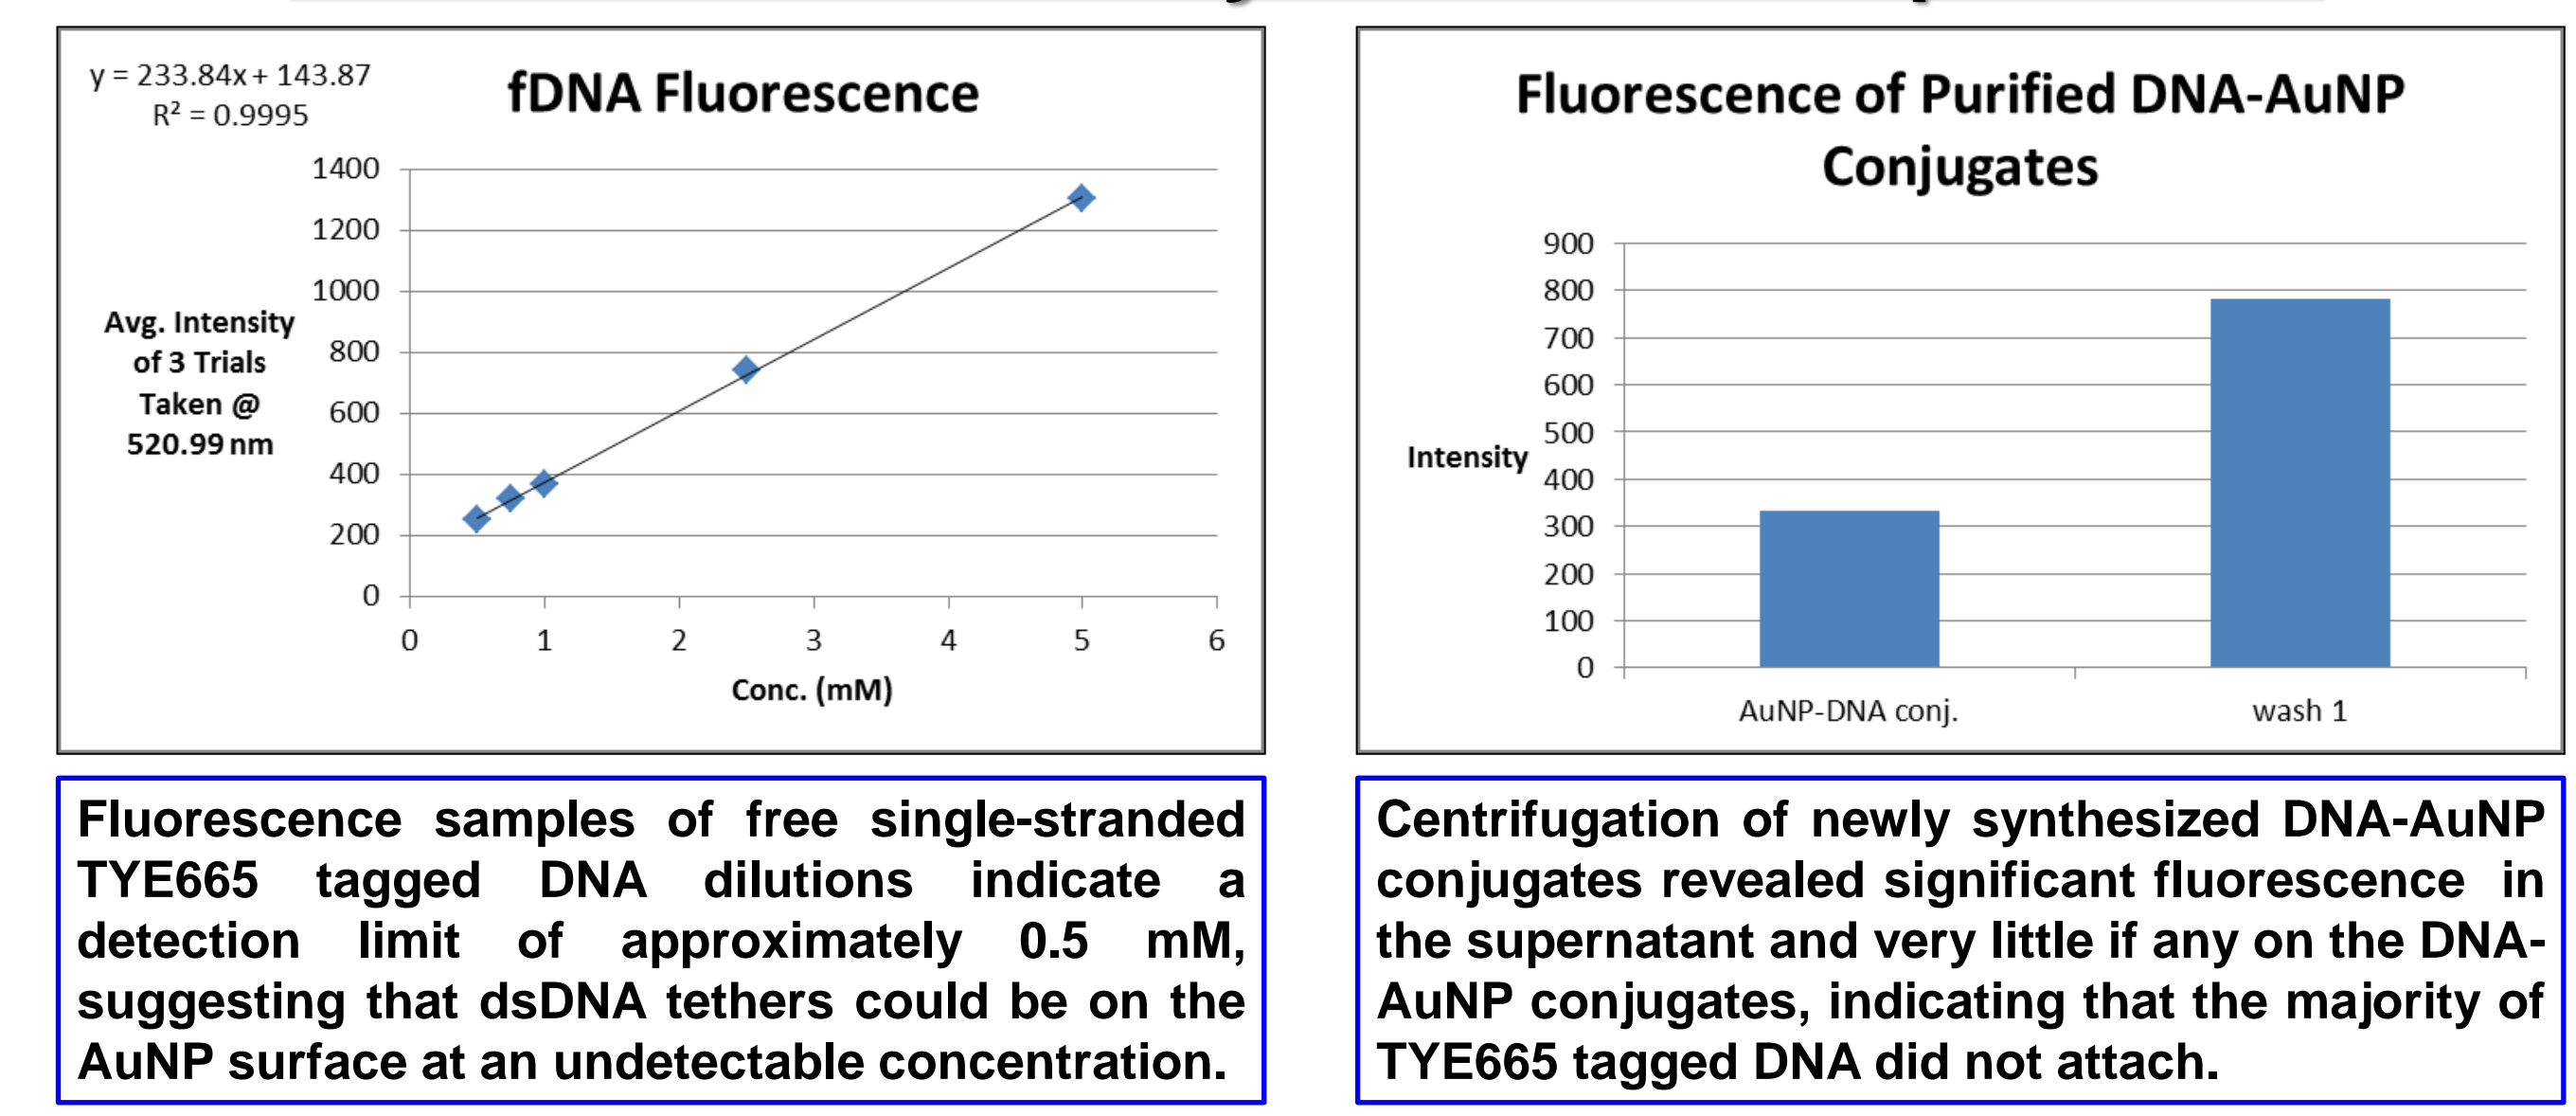 y = 233.84x + 143.87
R² = 0.9995
fDNA Fluorescence
1400
1200
1000
800
600
400
200
0
Avg. Intensity
of 3 Trials
Taken @
520.99 nm
0 1 2 3 4 5 6
Conc. (mM)
Fluorescence samples of free single-stranded
TYE665 tagged DNA dilutions indicate a
detection limit of approximately 0.5 mM,
suggesting that dsDNA tethers could be on the
AuNP surface at an undetectable concentration.
Fluorescence of Purified DNA-AuNP
Conjugates
900
800
700
600
500
400
300
200
100
0
Intensity
AuNP-DNA conj. wash 1
Centrifugation of newly synthesized DNA-AuNP
conjugates revealed significant fluorescence in
the supernatant and very little if any on the DNA-
AuNP conjugates, indicating that the majority of
TYE665 tagged DNA did not attach.